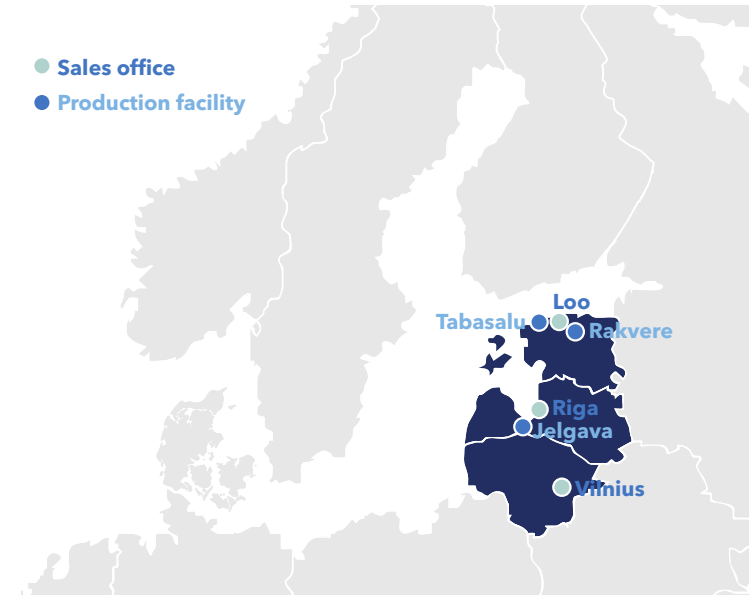 Sales office
Production facility
Loo
Tabasalu
Rakvere
Riga
Jelgava
Vilnius